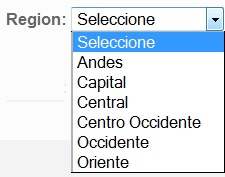 Region: Seleccione
Seleccione
Andes
Capital
Central
Centro Occidente
Occidente
Oriente